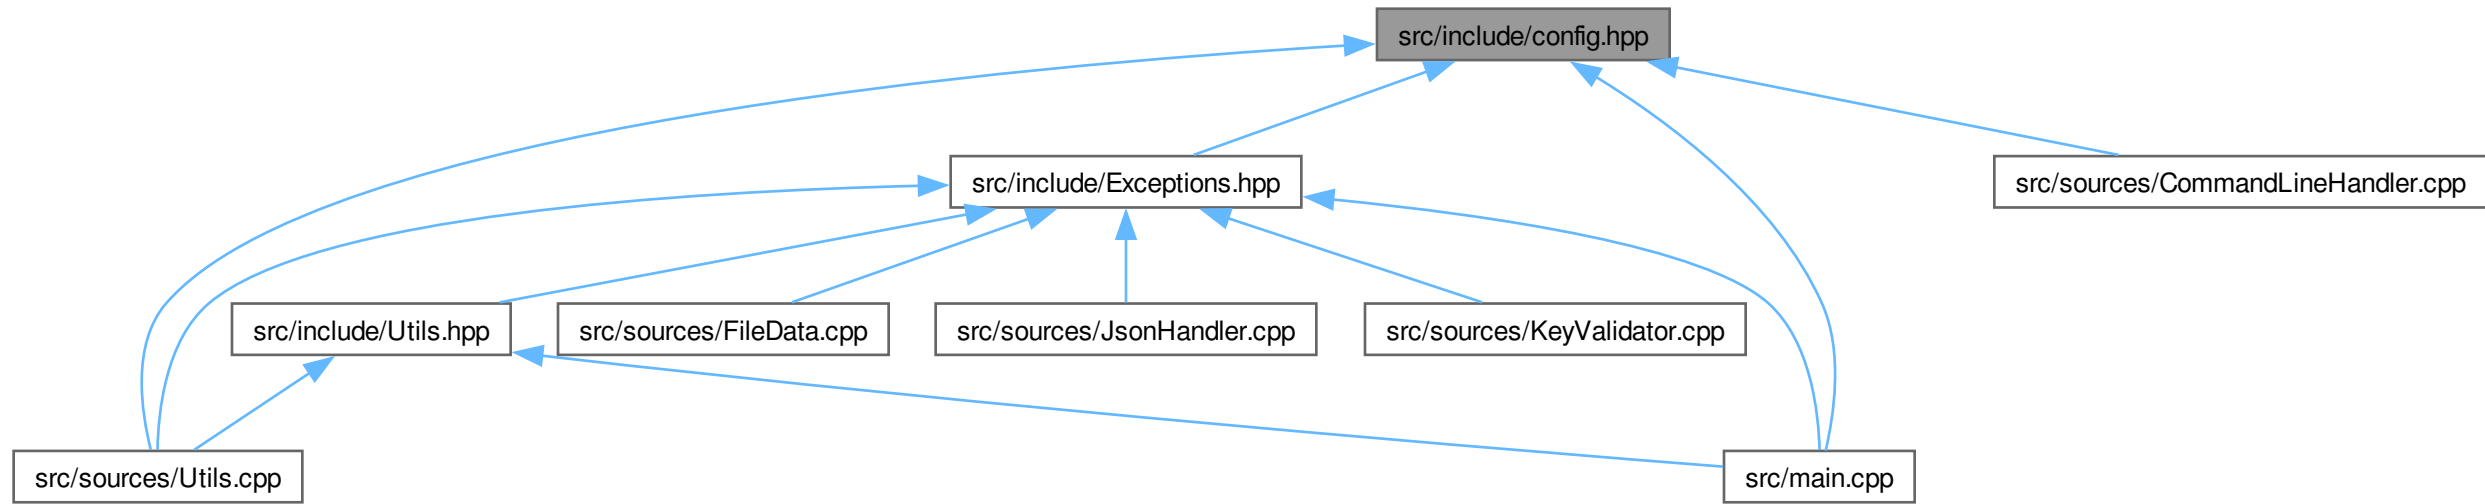 src/include/config.hpp
src/include/Exceptions.hpp
src/sources/CommandLineHandler.cpp
src/include/Utils.hpp
src/sources/FileData.cpp
src/sources/JsonHandler.cpp
src/sources/KeyValidator.cpp
src/sources/Utils.cpp
src/main.cpp